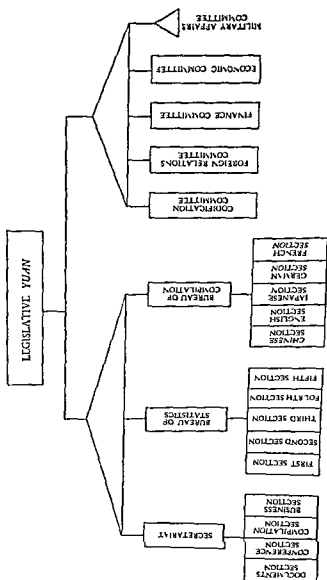 LEGISLATIVE YUAN
SECRETARIAT
DOCUMENTS
SECTION
CONFERENCE
SECTION
COMPILATION
SECTION
BUSINESS
SECTION
BUREAU OF
STATISTICS
FIRST SECTION
SECOND SECTION
THIRD SECTION
FOURTH SECTION
FIFTH SECTION
BUREAU OF
COMPILATION
CHINESE
SECTION
ENGLISH
SECTION
JAPANESE
SECTION
GERMAN
SECTION
FRENCH
SECTION
CODIFICATION
COMMITTEE
FOREIGN RELATIONS
COMMITTEE
FINANCE COMMITTEE
ECONOMIC COMMITTEE
MILITARY AFFAIRS
COMMITTEE